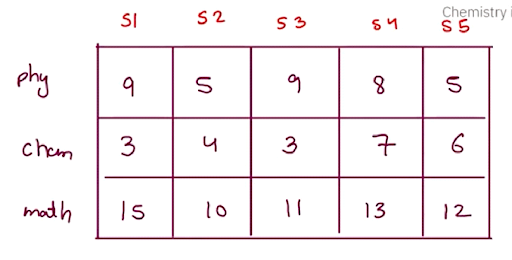 Chemistry i
S1 S2 S3 S4 S5
phy 9 5 9 8 5
chem 3 4 3 7 6
math 15 10 11 13 12